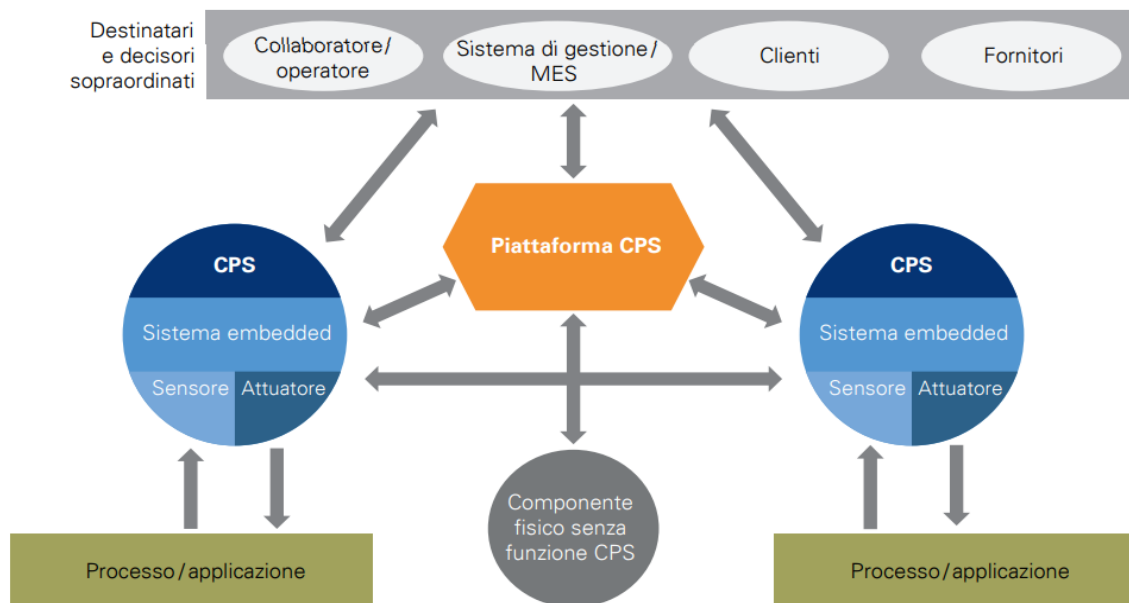 Destinatari
e decisori
sopraordinati
Collaboratore/
operatore
Sistema di gestione/
MES
Clienti
Fornitori
Piattaforma CPS
CPS
Sistema embedded
Sensore
Attuatore
CPS
Sistema embedded
Sensore
Attuatore
Componente
fisico senza
funzione CPS
Processo/applicazione
Processo/applicazione